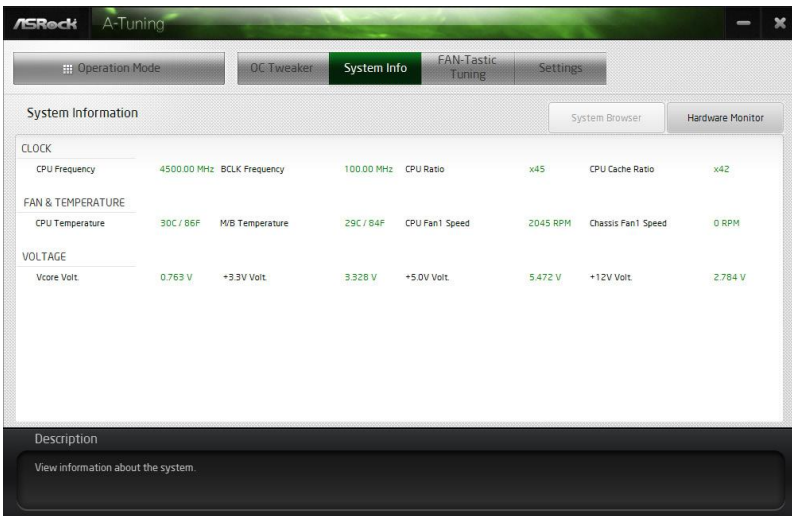 ASRock A-Tuning
Operation Mode OC Tweaker System Info FAN-Tastic Tuning Settings
System Information System Browser Hardware Monitor
CLOCK
CPU Frequency 4500.00 MHz BCLK Frequency 100.00 MHz CPU Ratio x45 CPU Cache Ratio x42
FAN & TEMPERATURE
CPU Temperature 30C / 86F M/B Temperature 29C / 84F CPU Fan1 Speed 2045 RPM Chassis Fan1 Speed 0 RPM
VOLTAGE
Vcore Volt. 0.763 V +3.3V Volt. 3.328 V +5.0V Volt. 5.472 V +12V Volt. 2.784 V
Description
View information about the system.